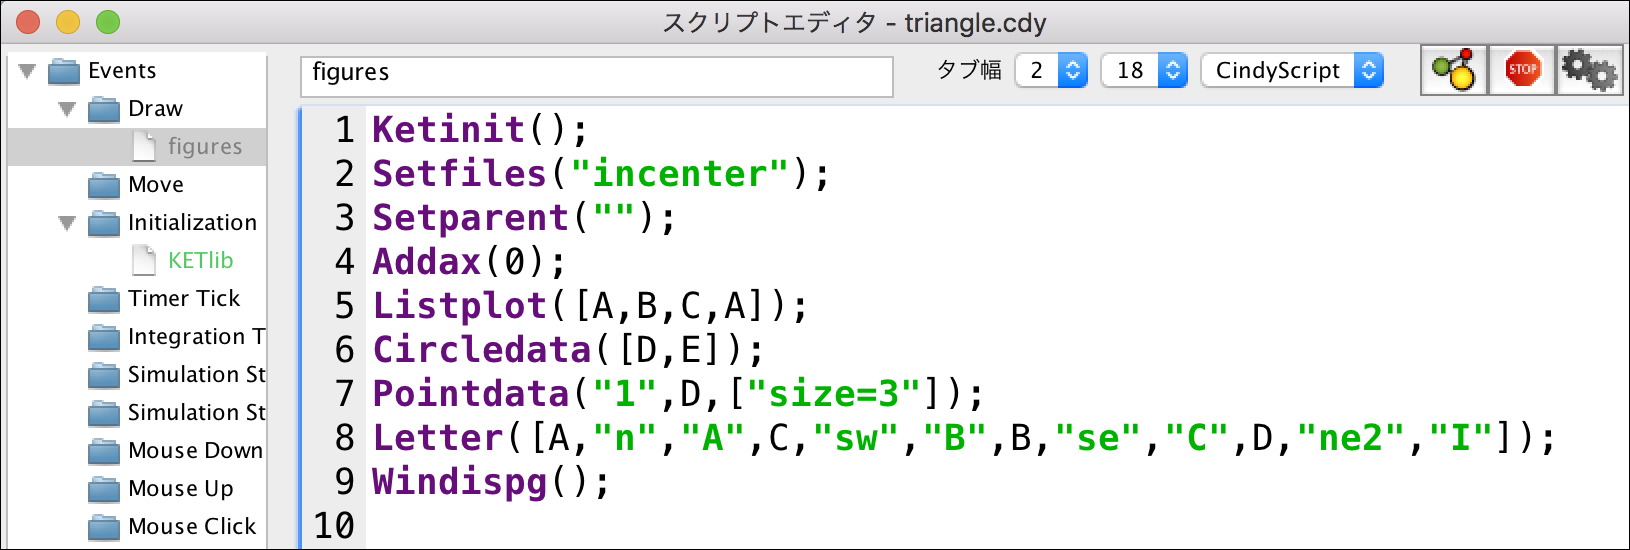 スクリプトエディタ - triangle.cdy
Events
Draw
figures
Move
Initialization
KETlib
Timer Tick
Integration T
Simulation St
Simulation St
Mouse Down
Mouse Up
Mouse Click
figures
タブ幅 2 18 CindyScript STOP
1 Ketinit();
2 Setfiles("incenter");
3 Setparent("");
4 Addax(0);
5 Listplot([A,B,C,A]);
6 Circledata([D,E]);
7 Pointdata("1",D,["size=3"]);
8 Letter([A,"n","A",C,"sw","B",B,"se","C",D,"ne2","I"]);
9 Windispg();
10